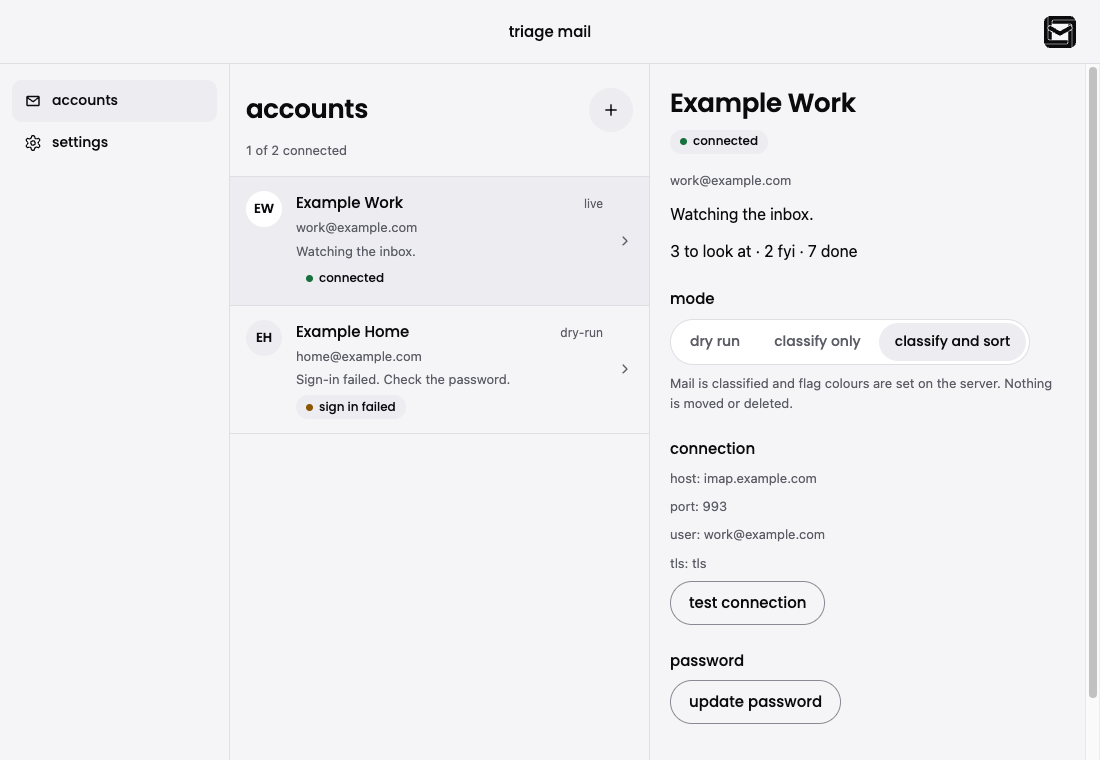 triage mail
accounts
settings
accounts
1 of 2 connected
EW
Example Work
live
work@example.com
Watching the inbox.
connected
EH
Example Home
dry-run
home@example.com
Sign-in failed. Check the password.
sign in failed
Example Work
connected
work@example.com
Watching the inbox.
3 to look at · 2 fyi · 7 done
mode
dry run
classify only
classify and sort
Mail is classified and flag colours are set on the server. Nothing
is moved or deleted.
connection
host: imap.example.com
port: 993
user: work@example.com
tls: tls
test connection
password
update password